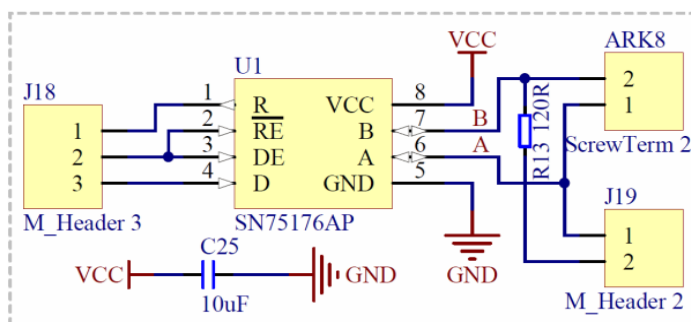 VCC
ARK8
U1
J18
1 R VCC 8
2
1 2 RE B 7 B
1
2 3 DE A 6 A
R13 120R
ScrewTerm 2
3 4 D GND 5
J19
M_Header 3
SN75176AP
1
C25
2
VCC
GND
GND
10uF
M_Header 2